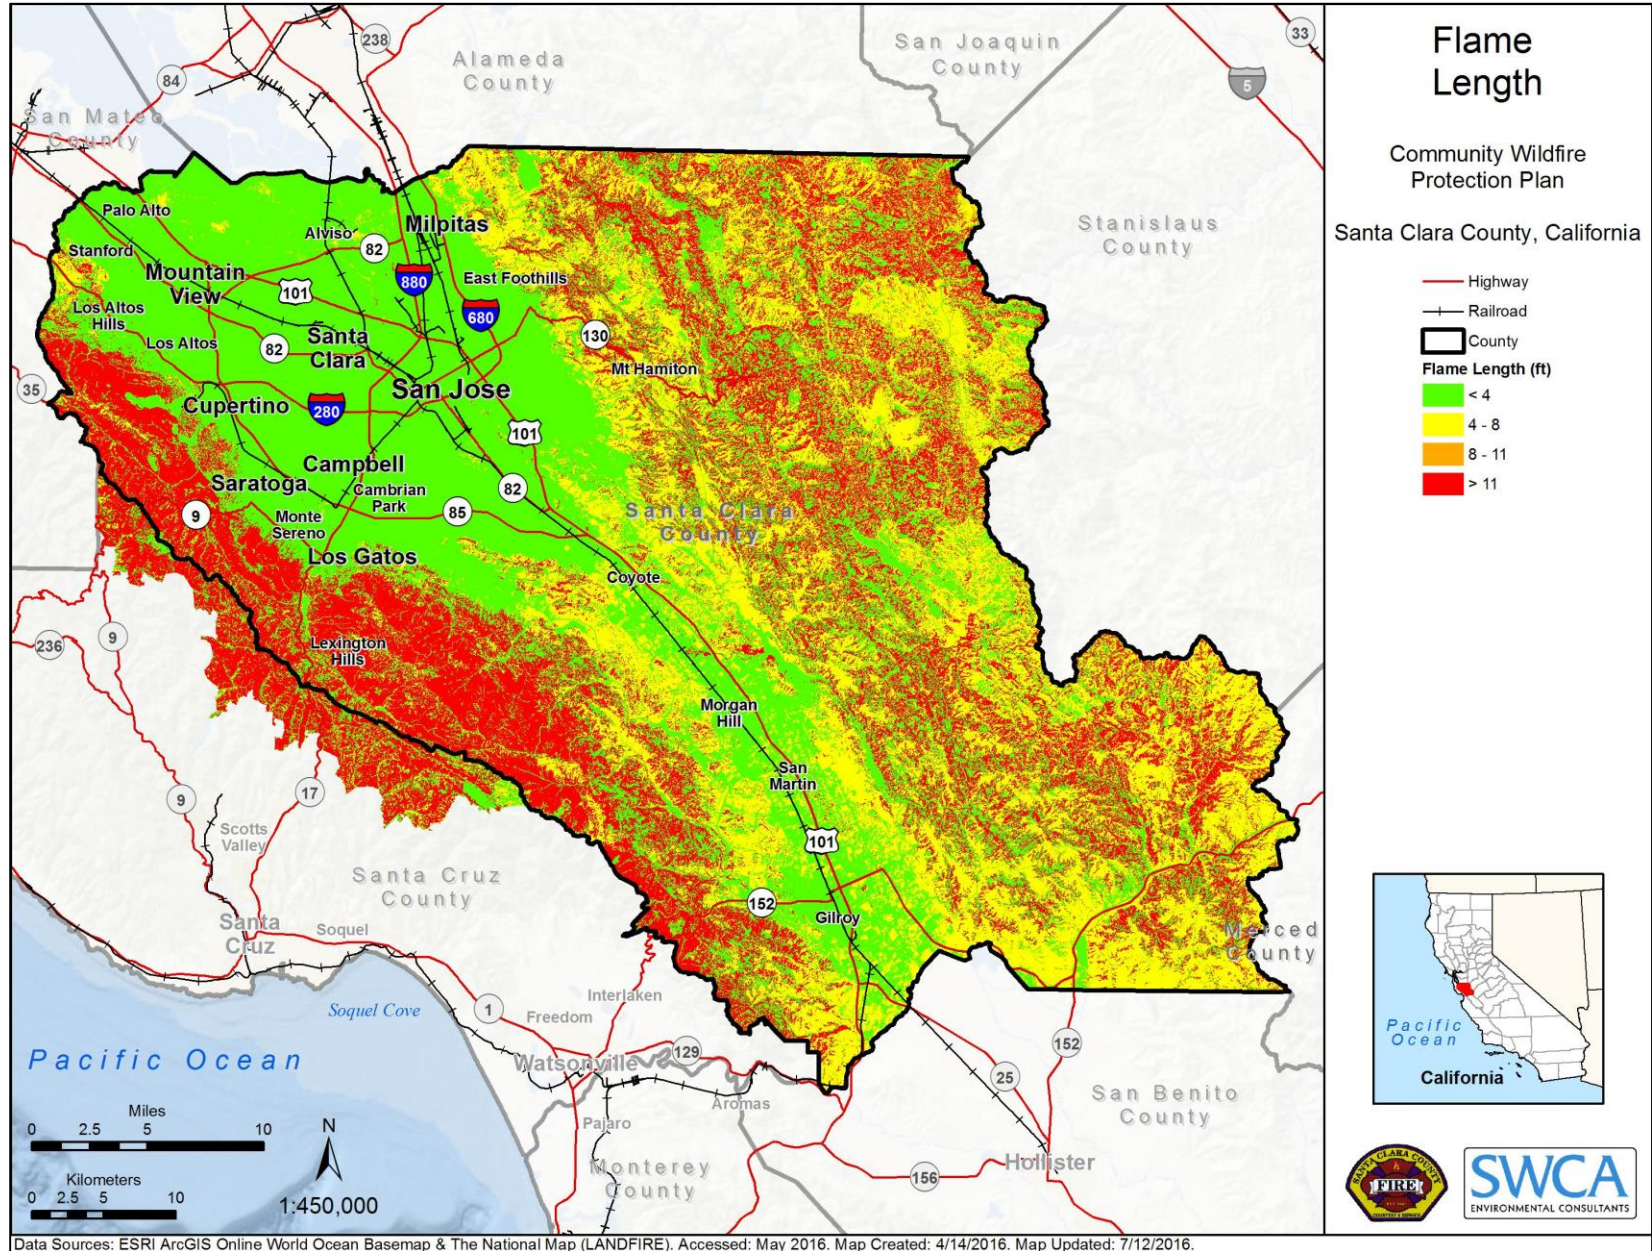 Flame
Length
Community Wildfire
Protection Plan
Santa Clara County, California
Highway
Railroad
County
Flame Length (ft)
< 4
4 - 8
8 - 11
> 11
238
84
Alameda
County
San Joaquin
County
33
5
San Mateo
County
Stanislaus
County
Palo Alto
Alviso
Milpitas
82
Stanford
Mountain
View
101
880
East Foothills
680
Los Altos
Hills
Los Altos
82
Santa
Clara
130
Mt Hamiton
35
San Jose
Cupertino
280
101
Campbell
Saratoga
Cambrian
Park
82
85
9
Monte
Sereno
Santa Clara
County
Los Gatos
Coyote
236
9
Lexington
Hills
Morgan
Hill
San
Martin
9
17
101
Scotts
Valley
Santa Cruz
County
152
Gilroy
Santa
Cruz
Soquel
Merced
County
Soquel Cove
1
Interlaken
Freedom
Pacific Ocean
Watsonville
129
152
25
Aromas
Pajaro
San Benito
County
Monterey
County
156
Hollister
Miles
0 2.5 5 10
Kilometers
0 2.5 5 10
N
1:450,000
Pacific
Ocean
California
SANTA CLARA COUNTY
FIRE
SWCA
ENVIRONMENTAL CONSULTANTS
Data Sources: ESRI ArcGIS Online World Ocean Basemap & The National Map (LANDFIRE). Accessed: May 2016. Map Created: 4/14/2016. Map Updated: 7/12/2016.